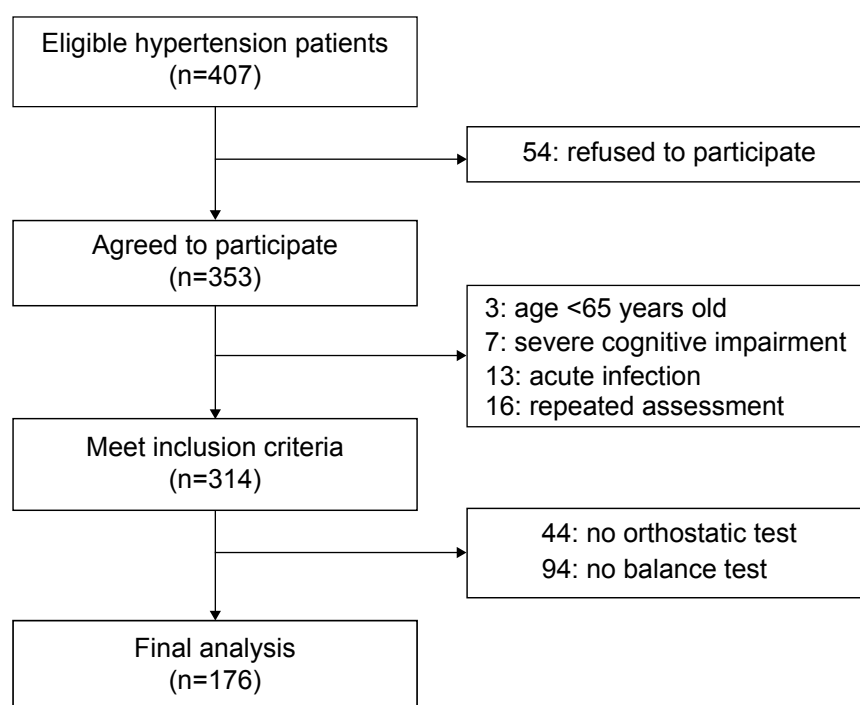 Eligible hypertension patients
(n=407)
54: refused to participate
Agreed to participate
(n=353)
3: age <65 years old
7: severe cognitive impairment
13: acute infection
16: repeated assessment
Meet inclusion criteria
(n=314)
44: no orthostatic test
94: no balance test
Final analysis
(n=176)